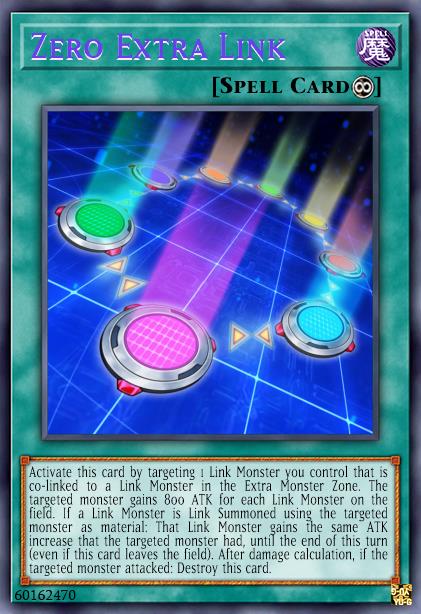 Zero Extra Link
SPELL
魔
[Spell Card]
Activate this card by targeting 1 Link Monster you control that is
co-linked to a Link Monster in the Extra Monster Zone. The
targeted monster gains 800 ATK for each Link Monster on the
field. If a Link Monster is Link Summoned using the targeted
monster as material: That Link Monster gains the same ATK
increase that the targeted monster had, until the end of this turn
(even if this card leaves the field). After damage calculation, if the
targeted monster attacked: Destroy this card.
60162470